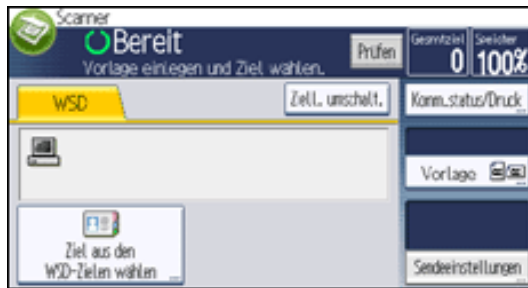 Scanner
Bereit
Vorlage einlegen und Ziel wählen.
Prüfen
Gesamtziel
0
Speicher
100%
WSD
Zell. umschalt.
Komm.status/Druck
Vorlage
Ziel aus den
WSD-Zielen wählen
Sendeeinstellungen